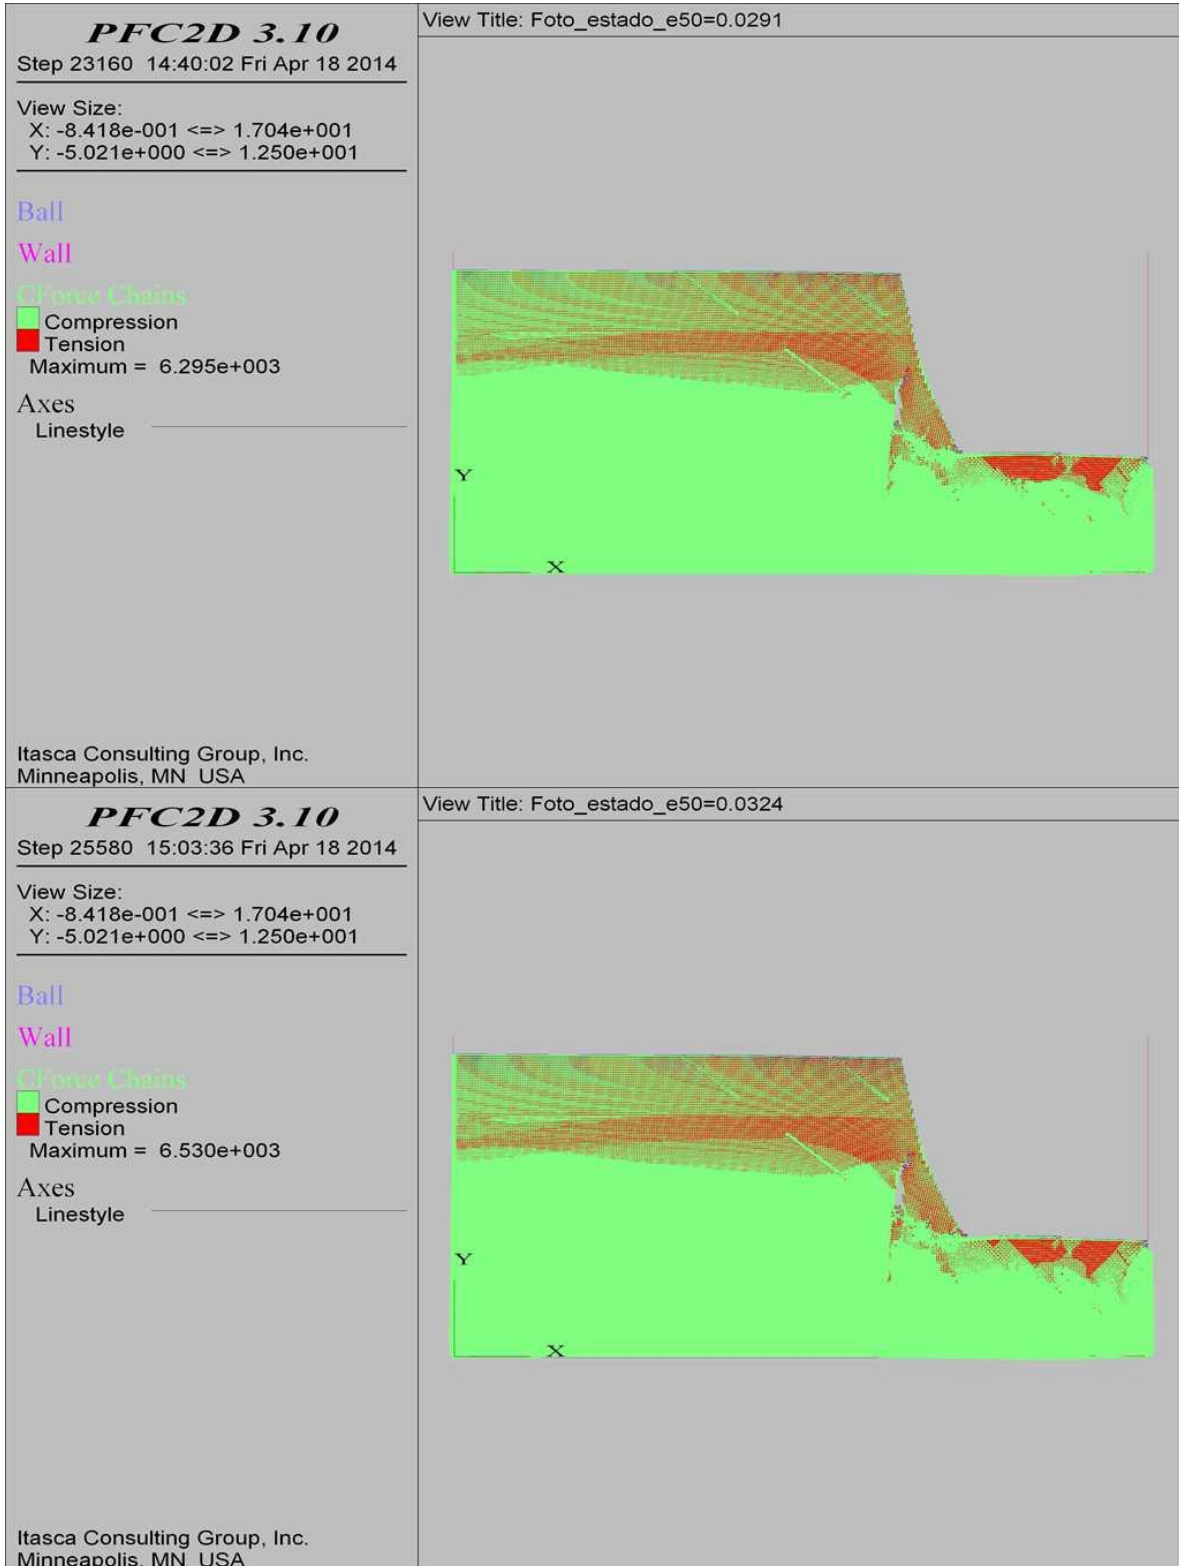 PFC2D 3.10
Step 23160 14:40:02 Fri Apr 18 2014
View Size:
X: -8.418e-001 <=> 1.704e+001
Y: -5.021e+000 <=> 1.250e+001
Ball
Wall
CForce Chains
Compression
Tension
Maximum = 6.295e+003
Axes
Linestyle
Itasca Consulting Group, Inc.
Minneapolis, MN USA
View Title: Foto_estado_e50=0.0291
Y
X
PFC2D 3.10
Step 25580 15:03:36 Fri Apr 18 2014
View Size:
X: -8.418e-001 <=> 1.704e+001
Y: -5.021e+000 <=> 1.250e+001
Ball
Wall
CForce Chains
Compression
Tension
Maximum = 6.530e+003
Axes
Linestyle
Itasca Consulting Group, Inc.
Minneapolis, MN USA
View Title: Foto_estado_e50=0.0324
Y
X